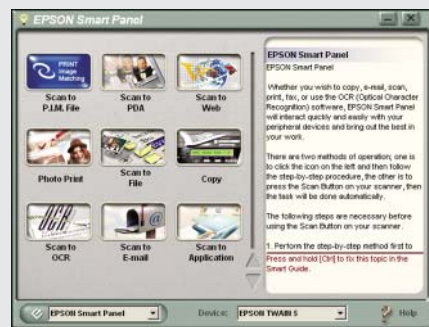 EPSON Smart Panel
PRINT
Image
Matching
Scan to
P.I.M. File
Scan to
PDA
Web
Scan to
Web
Photo Print
Scan to
File
Copy
OCR
Scan to
OCR
@
Scan to
E-mail
Scan to
Application
EPSON Smart Panel
EPSON Smart Panel
Whether you wish to copy, e-mail, scan,
print, fax, or use the OCR (Optical Character
Recognition) software, EPSON Smart Panel
will interact quickly and easily with your
peripheral devices and bring out the best in
your work.
There are two methods of operation; one is
to click the icon on the left and then follow
the step-by-step procedure, the other is to
press the Scan Button on your scanner, then
the task will be done automatically.
The following steps are necessary before
using the Scan Button on your scanner.
1. Perform the step-by-step method first to
Press and hold [Ctrl] to fix this topic in the
Smart Guide.
EPSON Smart Panel
Device: EPSON TWAIN 5
Help